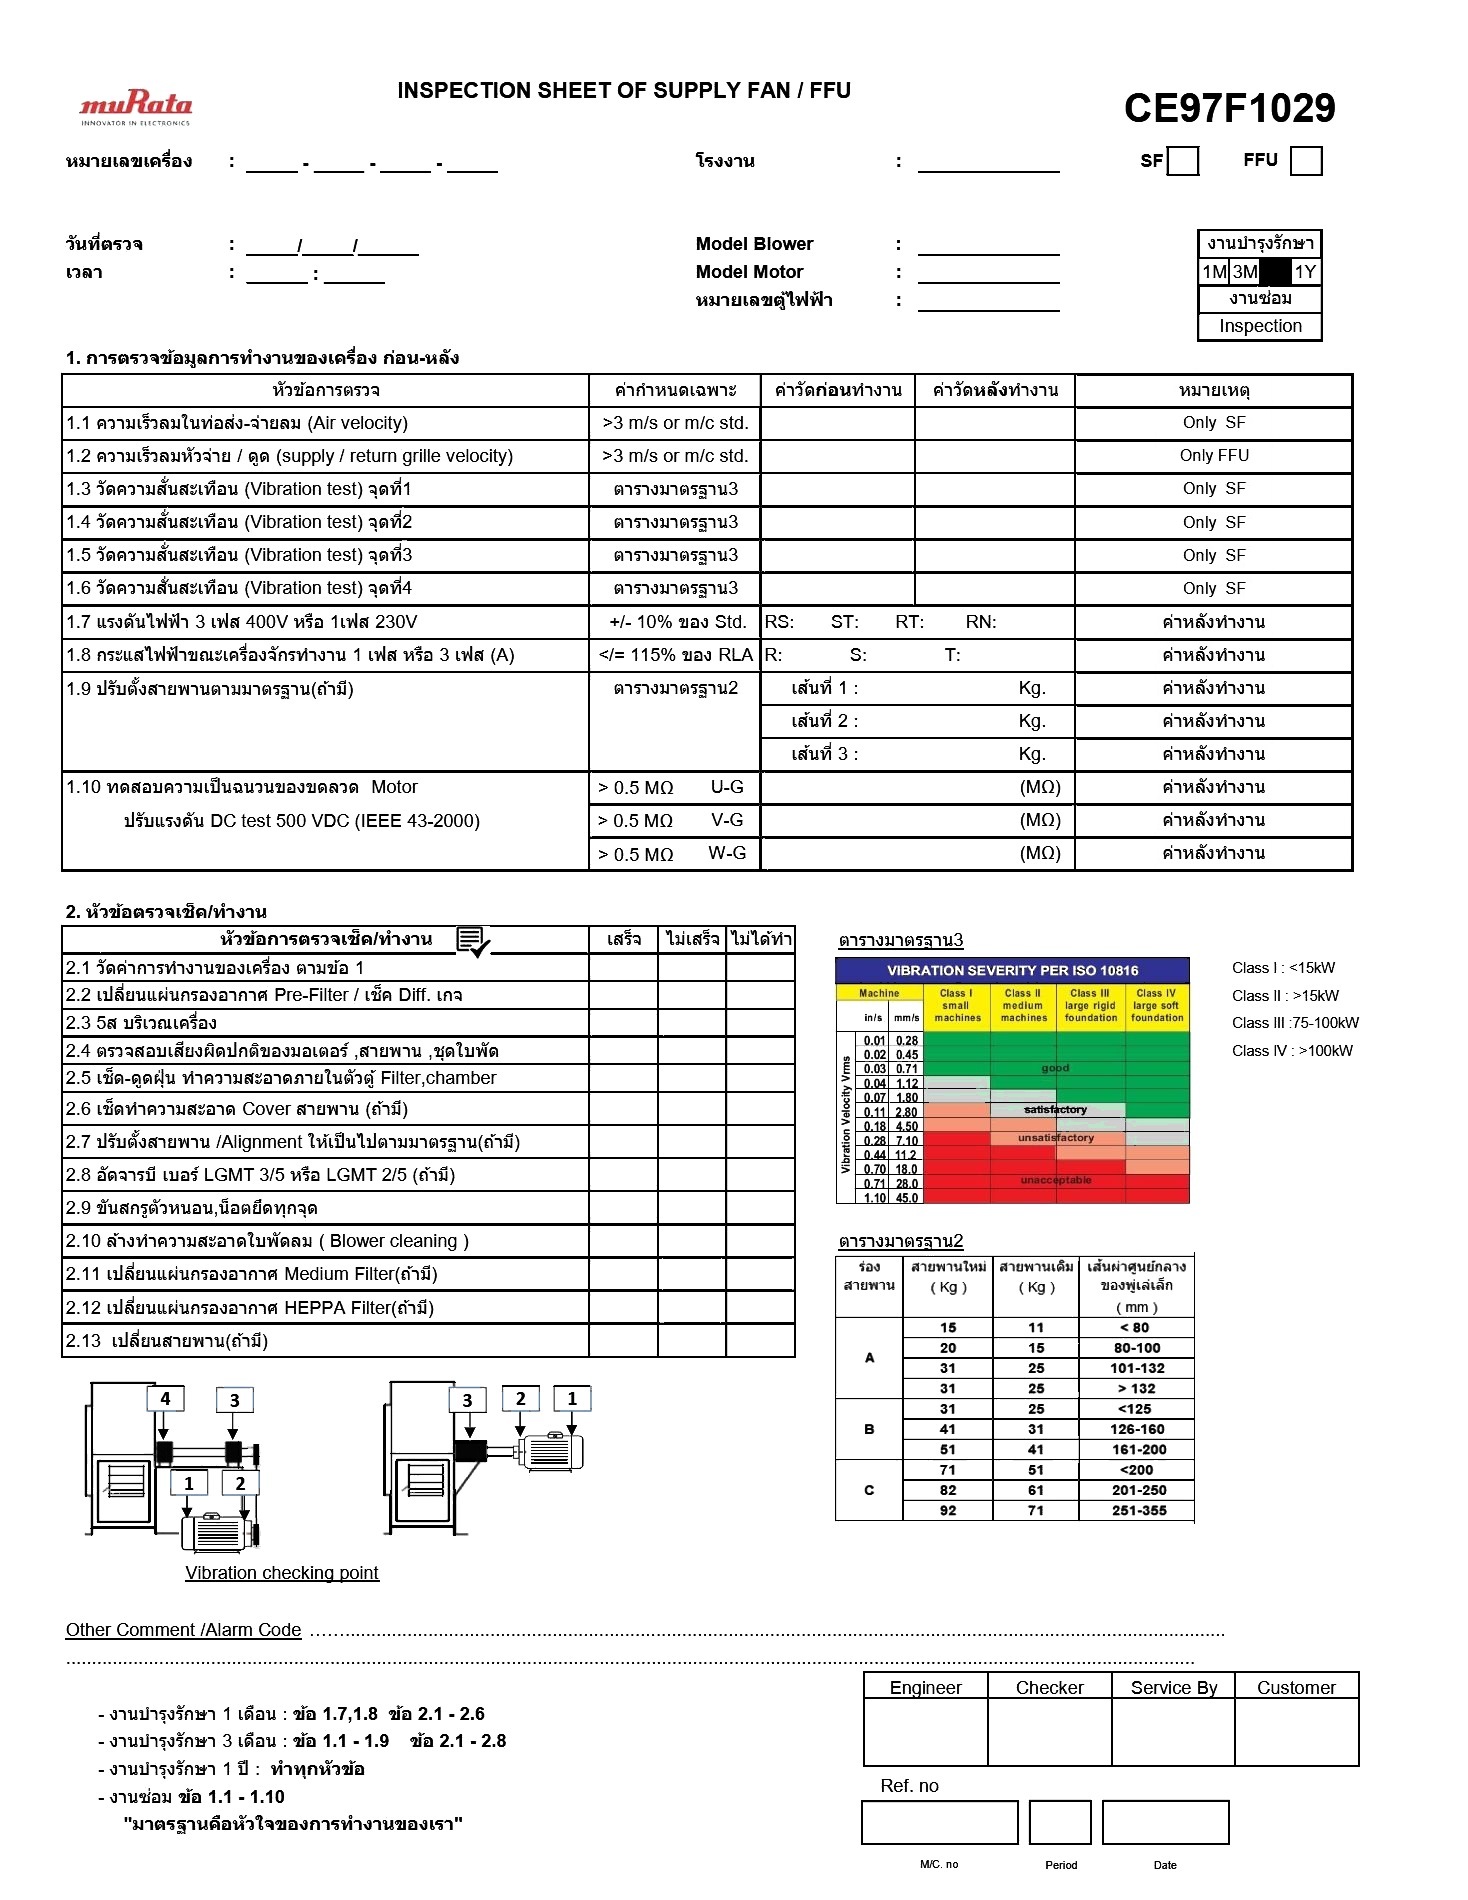 INSPECTION SHEET OF SUPPLY FAN / FFU
muRata
INNOVATOR IN ELECTRONICS
CE97F1029
หมายเลขเครื่อง : ____ - ____ - ____ - ____ โรงงาน : ____ SF FFU
วันที่ตรวจ : ____/____/____ Model Blower : ____ งานบำรุงรักษา
เวลา : ____ : ____ Model Motor : ____ 1M 3M 1Y
หมายเลขตู้ไฟฟ้า : ____ งานซ่อม
Inspection
1. การตรวจข้อมูลการทำงานของเครื่อง ก่อน-หลัง
หัวข้อการตรวจ ค่ากำหนดเฉพาะ ค่าวัดก่อนทำงาน ค่าวัดหลังทำงาน หมายเหตุ
1.1 ความเร็วลมในท่อส่ง-จ่ายลม (Air velocity) >3 m/s or m/c std. Only SF
1.2 ความเร็วลมหัวจ่าย / ดูด (supply / return grille velocity) >3 m/s or m/c std. Only FFU
1.3 วัดความสั่นสะเทือน (Vibration test) จุดที่1 ตารางมาตรฐาน3 Only SF
1.4 วัดความสั่นสะเทือน (Vibration test) จุดที่2 ตารางมาตรฐาน3 Only SF
1.5 วัดความสั่นสะเทือน (Vibration test) จุดที่3 ตารางมาตรฐาน3 Only SF
1.6 วัดความสั่นสะเทือน (Vibration test) จุดที่4 ตารางมาตรฐาน3 Only SF
1.7 แรงดันไฟฟ้า 3 เฟส 400V หรือ 1เฟส 230V +/- 10% ของ Std. RS: ST: RT: RN: ค่าหลังทำงาน
1.8 กระแสไฟฟ้าขณะเครื่องจักรทำงาน 1 เฟส หรือ 3 เฟส (A) </= 115% ของ RLA R: S: T: ค่าหลังทำงาน
1.9 ปรับตั้งสายพานตามมาตรฐาน(ถ้ามี) ตารางมาตรฐาน2 เส้นที่ 1 : Kg. ค่าหลังทำงาน
เส้นที่ 2 : Kg. ค่าหลังทำงาน
เส้นที่ 3 : Kg. ค่าหลังทำงาน
1.10 ทดสอบความเป็นฉนวนของขดลวด Motor > 0.5 MΩ U-G (MΩ) ค่าหลังทำงาน
ปรับแรงดัน DC test 500 VDC (IEEE 43-2000) > 0.5 MΩ V-G (MΩ) ค่าหลังทำงาน
> 0.5 MΩ W-G (MΩ) ค่าหลังทำงาน
2. หัวข้อตรวจเช็ค/ทำงาน
หัวข้อการตรวจเช็ค/ทำงาน เสร็จ ไม่เสร็จ ไม่ได้ทำ
2.1 วัดค่าการทำงานของเครื่อง ตามข้อ 1
2.2 เปลี่ยนแผ่นกรองอากาศ Pre-Filter / เช็ค Diff. เกจ
2.3 5ส บริเวณเครื่อง
2.4 ตรวจสอบเสียงผิดปกติของมอเตอร์ ,สายพาน ,ชุดใบพัด
2.5 เช็ด-ดูดฝุ่น ทำความสะอาดภายในตัวตู้ Filter,chamber
2.6 เช็ดทำความสะอาด Cover สายพาน (ถ้ามี)
2.7 ปรับตั้งสายพาน /Alignment ให้เป็นไปตามมาตรฐาน(ถ้ามี)
2.8 อัดจารบี เบอร์ LGMT 3/5 หรือ LGMT 2/5 (ถ้ามี)
2.9 ขันสกรูตัวหนอน,น็อตยึดทุกจุด
2.10 ล้างทำความสะอาดใบพัดลม ( Blower cleaning )
2.11 เปลี่ยนแผ่นกรองอากาศ Medium Filter(ถ้ามี)
2.12 เปลี่ยนแผ่นกรองอากาศ HEPPA Filter(ถ้ามี)
2.13 เปลี่ยนสายพาน(ถ้ามี)
ตารางมาตรฐาน3
VIBRATION SEVERITY PER ISO 10816
Machine Class I Class II Class III Class IV
small medium large rigid large soft
in/s mm/s machines machines foundation foundation
Vibration Velocity Vrms
0.01 0.28
0.02 0.45
0.03 0.71 good
0.04 1.12
0.07 1.80
0.11 2.80 satisfactory
0.18 4.50
0.28 7.10 unsatisfactory
0.44 11.2
0.70 18.0
0.71 28.0 unacceptable
1.10 45.0
Class I : <15kW
Class II : >15kW
Class III :75-100kW
Class IV : >100kW
ตารางมาตรฐาน2
ร่อง สายพานใหม่ สายพานเดิม เส้นผ่าศูนย์กลาง
สายพาน ( Kg ) ( Kg ) ของพู่เล่เล็ก
( mm )
A
15 11 < 80
20 15 80-100
31 25 101-132
31 25 > 132
B
31 25 <125
41 31 126-160
51 41 161-200
C
71 51 <200
82 61 201-250
92 71 251-355
4 3
1 2
3 2 1
Vibration checking point
Other Comment /Alarm Code ........................
- งานบำรุงรักษา 1 เดือน : ข้อ 1.7,1.8 ข้อ 2.1 - 2.6
- งานบำรุงรักษา 3 เดือน : ข้อ 1.1 - 1.9 ข้อ 2.1 - 2.8
- งานบำรุงรักษา 1 ปี : ทำทุกหัวข้อ
- งานซ่อม ข้อ 1.1 - 1.10
"มาตรฐานคือหัวใจของการทำงานของเรา"
Engineer Checker Service By Customer
Ref. no
M/C. no Period Date